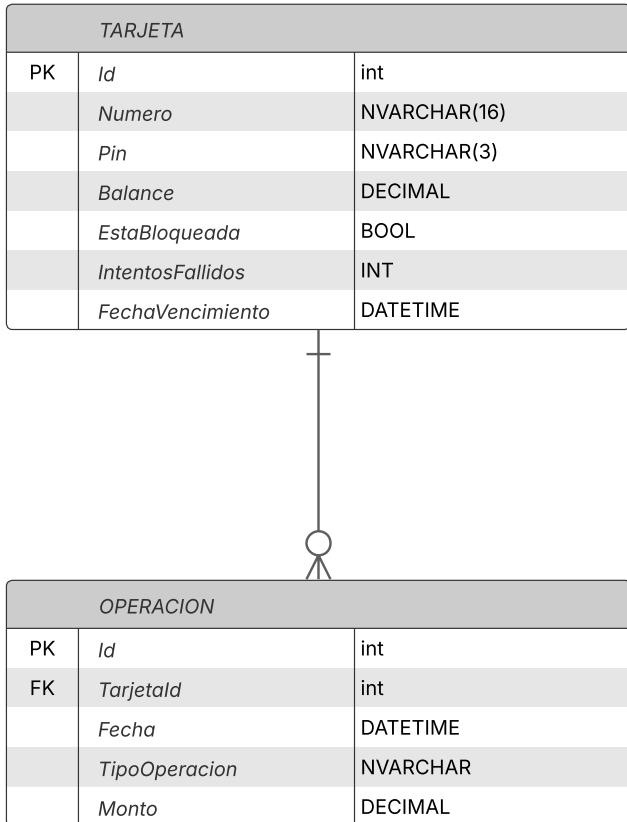 TARJETA
PK Id int
Numero NVARCHAR(16)
Pin NVARCHAR(3)
Balance DECIMAL
EstaBloqueada BOOL
IntentosFallidos INT
FechaVencimiento DATETIME
OPERACION
PK Id int
FK TarjetaId int
Fecha DATETIME
TipoOperacion NVARCHAR
Monto DECIMAL